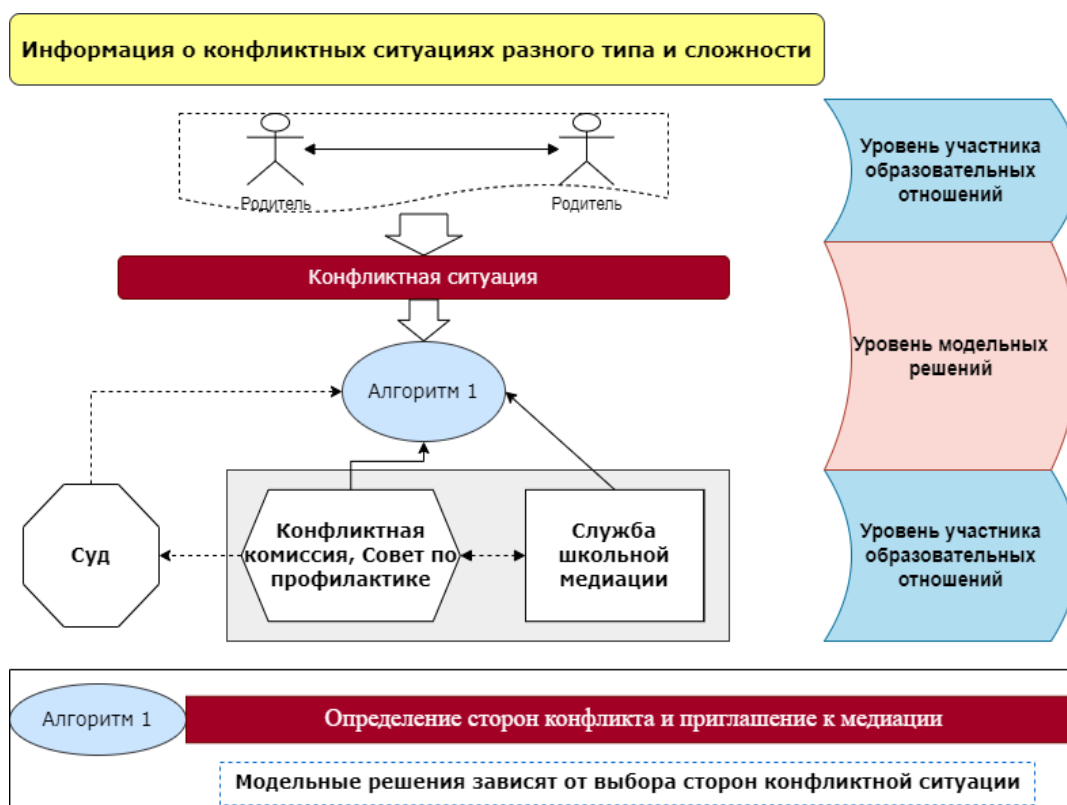 Информация о конфликтных ситуациях разного типа и сложности
Родитель
Родитель
Уровень участника
образовательных
отношений
Конфликтная ситуация
Уровень модельных
решений
Алгоритм 1
Суд
Конфликтная
комиссия, Совет по
профилактике
Служба
школьной
медиации
Уровень участника
образовательных
отношений
Алгоритм 1
Определение сторон конфликта и приглашение к медиации
Модельные решения зависят от выбора сторон конфликтной ситуации